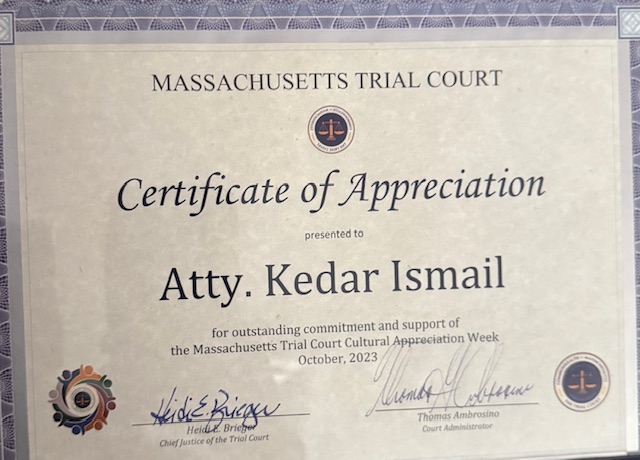 MASSACHUSETTS TRIAL COURT
Certificate of Appreciation
presented to
Atty. Kedar Ismail
for outstanding commitment and support of
the Massachusetts Trial Court Cultural Appreciation Week
October, 2023
Heidi E. Brieger
Heidi E. Brieger
Chief Justice of the Trial Court
Thomas Ambrosino
Court Administrator